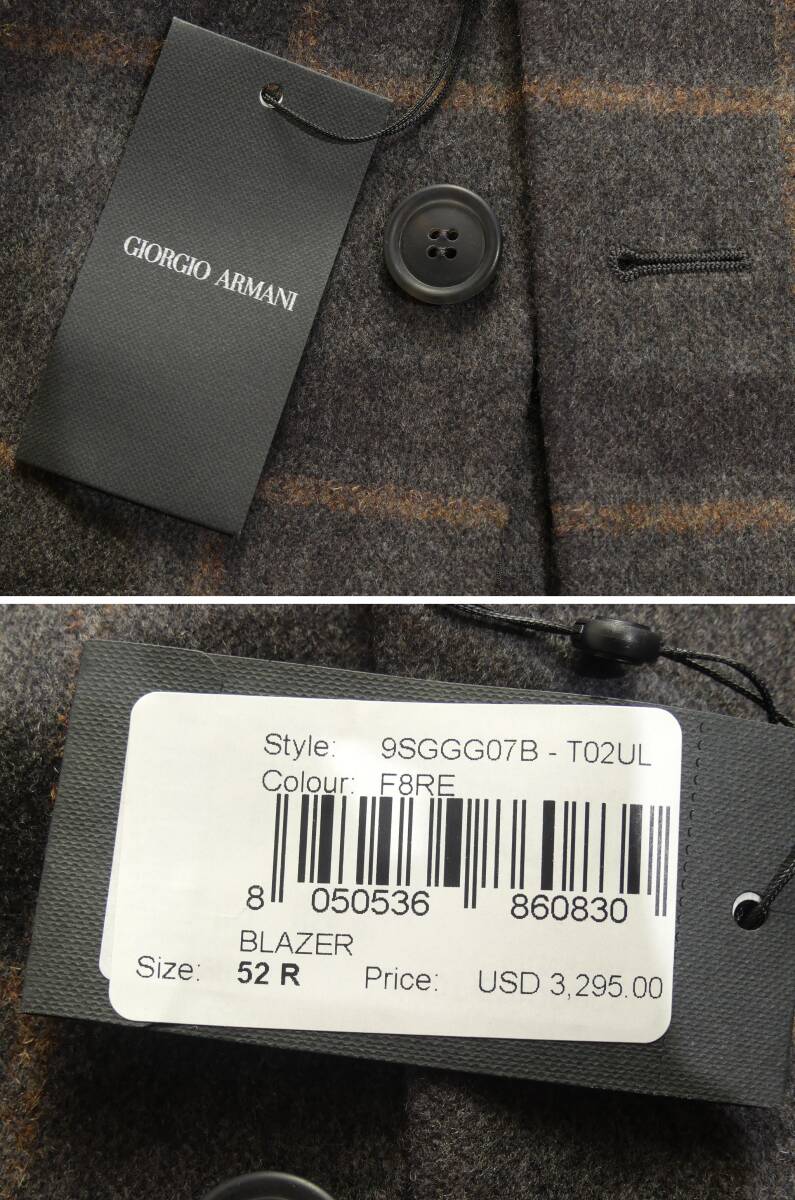 GIORGIO ARMANI
Style: 9SGGG07B - T02UL
Colour: F8RE
8 050536 860830
BLAZER
Size: 52 R Price: USD 3,295.00